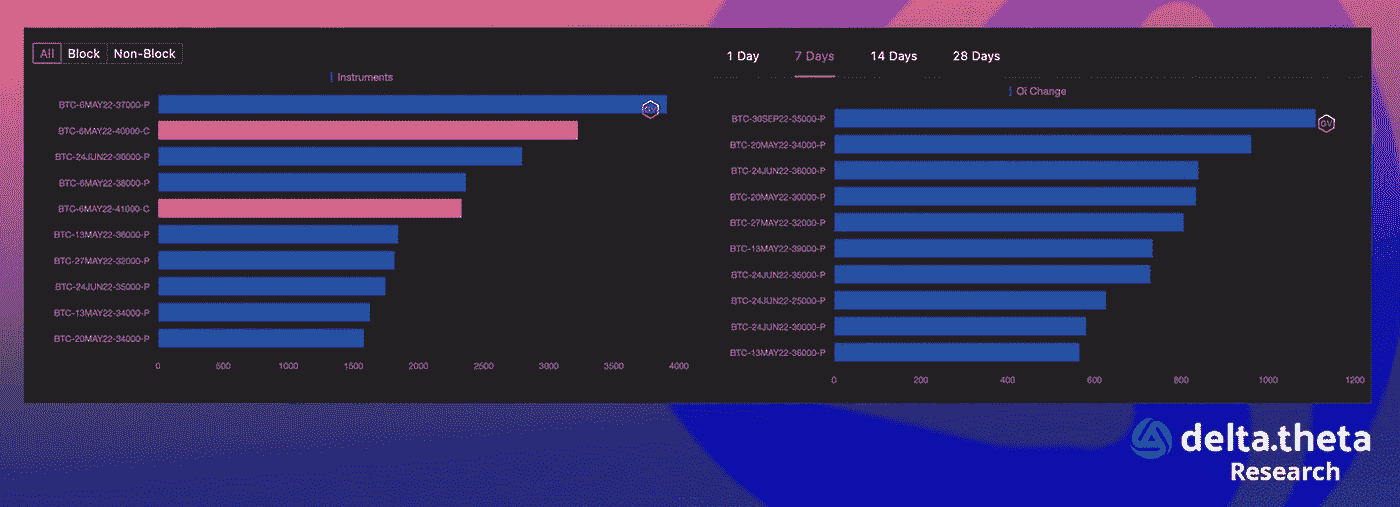 All Block Non-Block
Instruments
BTC-6MAY22-37000-P
BTC-6MAY22-40000-C
BTC-24JUN22-30000-P
BTC-6MAY22-38000-P
BTC-6MAY22-41000-C
BTC-13MAY22-36000-P
BTC-27MAY22-32000-P
BTC-24JUN22-35000-P
BTC-13MAY22-34000-P
BTC-20MAY22-34000-P
0 500 1000 1500 2000 2500 3000 3500 4000
GV
1 Day 7 Days 14 Days 28 Days
Oi Change
BTC-30SEP22-35000-P
BTC-20MAY22-34000-P
BTC-24JUN22-36000-P
BTC-20MAY22-30000-P
BTC-27MAY22-32000-P
BTC-13MAY22-39000-P
BTC-24JUN22-35000-P
BTC-24JUN22-25000-P
BTC-24JUN22-30000-P
BTC-13MAY22-36000-P
0 200 400 600 800 1000 1200
GV
delta.theta
Research